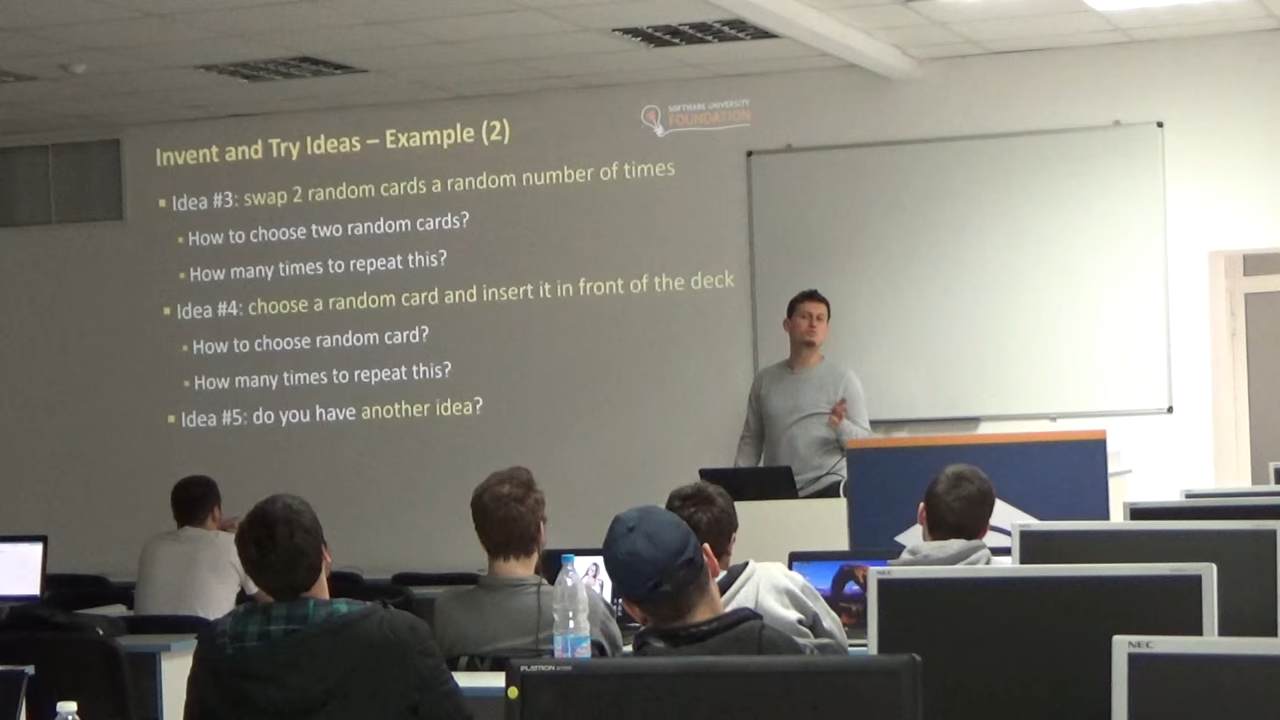 Invent and Try Ideas – Example (2)
SOFTWARE UNIVERSITY
FOUNDATION
▪ Idea #3: swap 2 random cards a random number of times
▪ How to choose two random cards?
▪ How many times to repeat this?
▪ Idea #4: choose a random card and insert it in front of the deck
▪ How to choose random card?
▪ How many times to repeat this?
▪ Idea #5: do you have another idea?
NEC
NEC
PLATRON